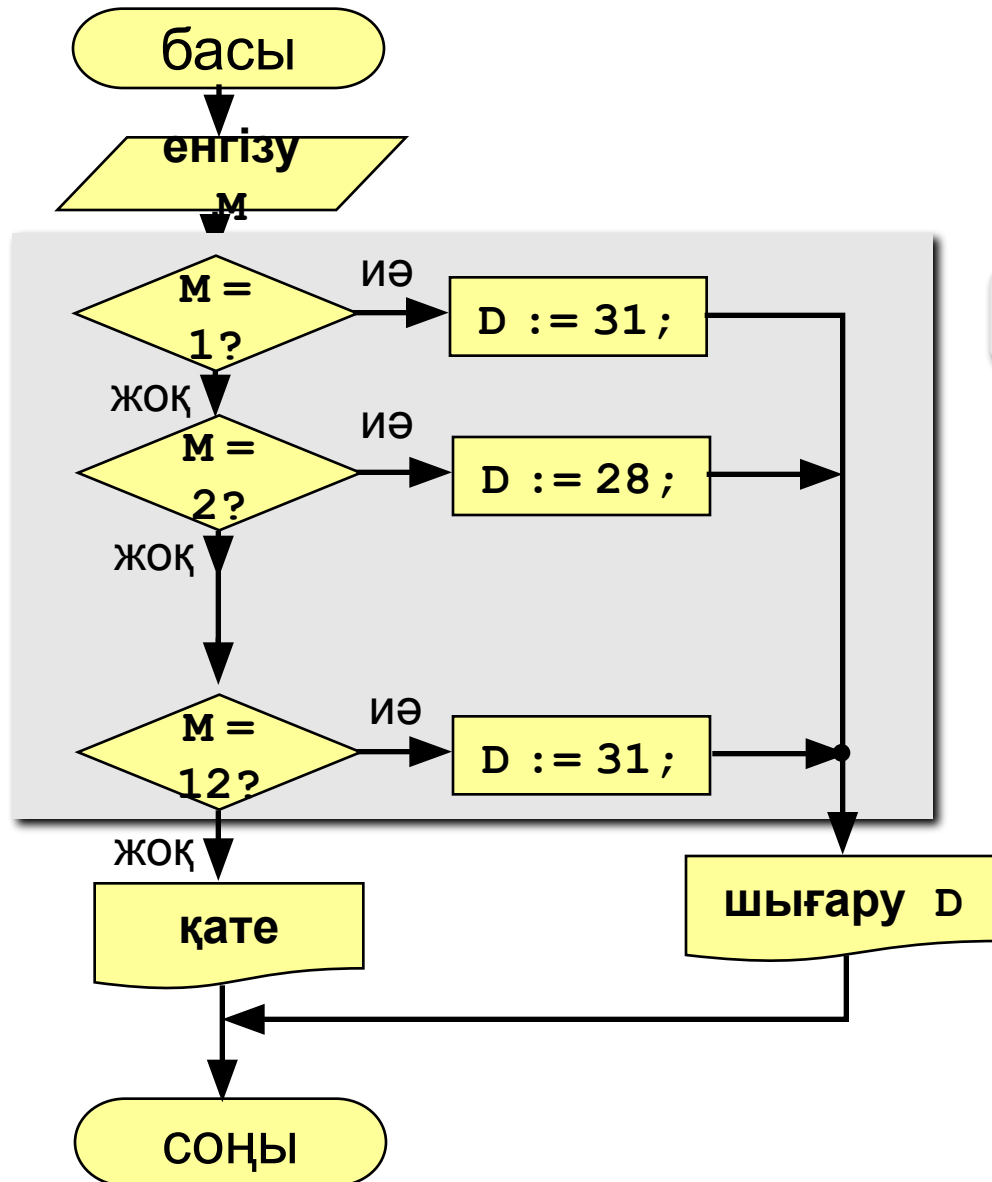 басы
енгізу
M
M =
1?
иә
D := 31;
жоқ
M =
2?
иә
D := 28;
жоқ
M =
12?
иә
D := 31;
жоқ
қате
шығару D
соңы